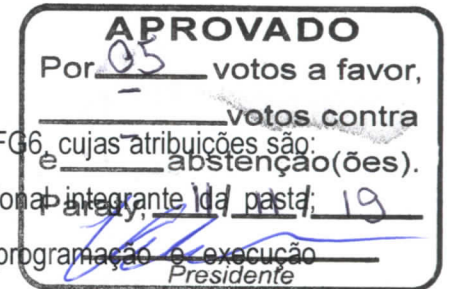 APROVADO
Por 05 votos a favor,
- votos contra
FG6, cujas atribuições são:
e - abstenção(ões).
integrante da pasta;
Paraty, 11 / 11 / 19
programação e execução
Presidente